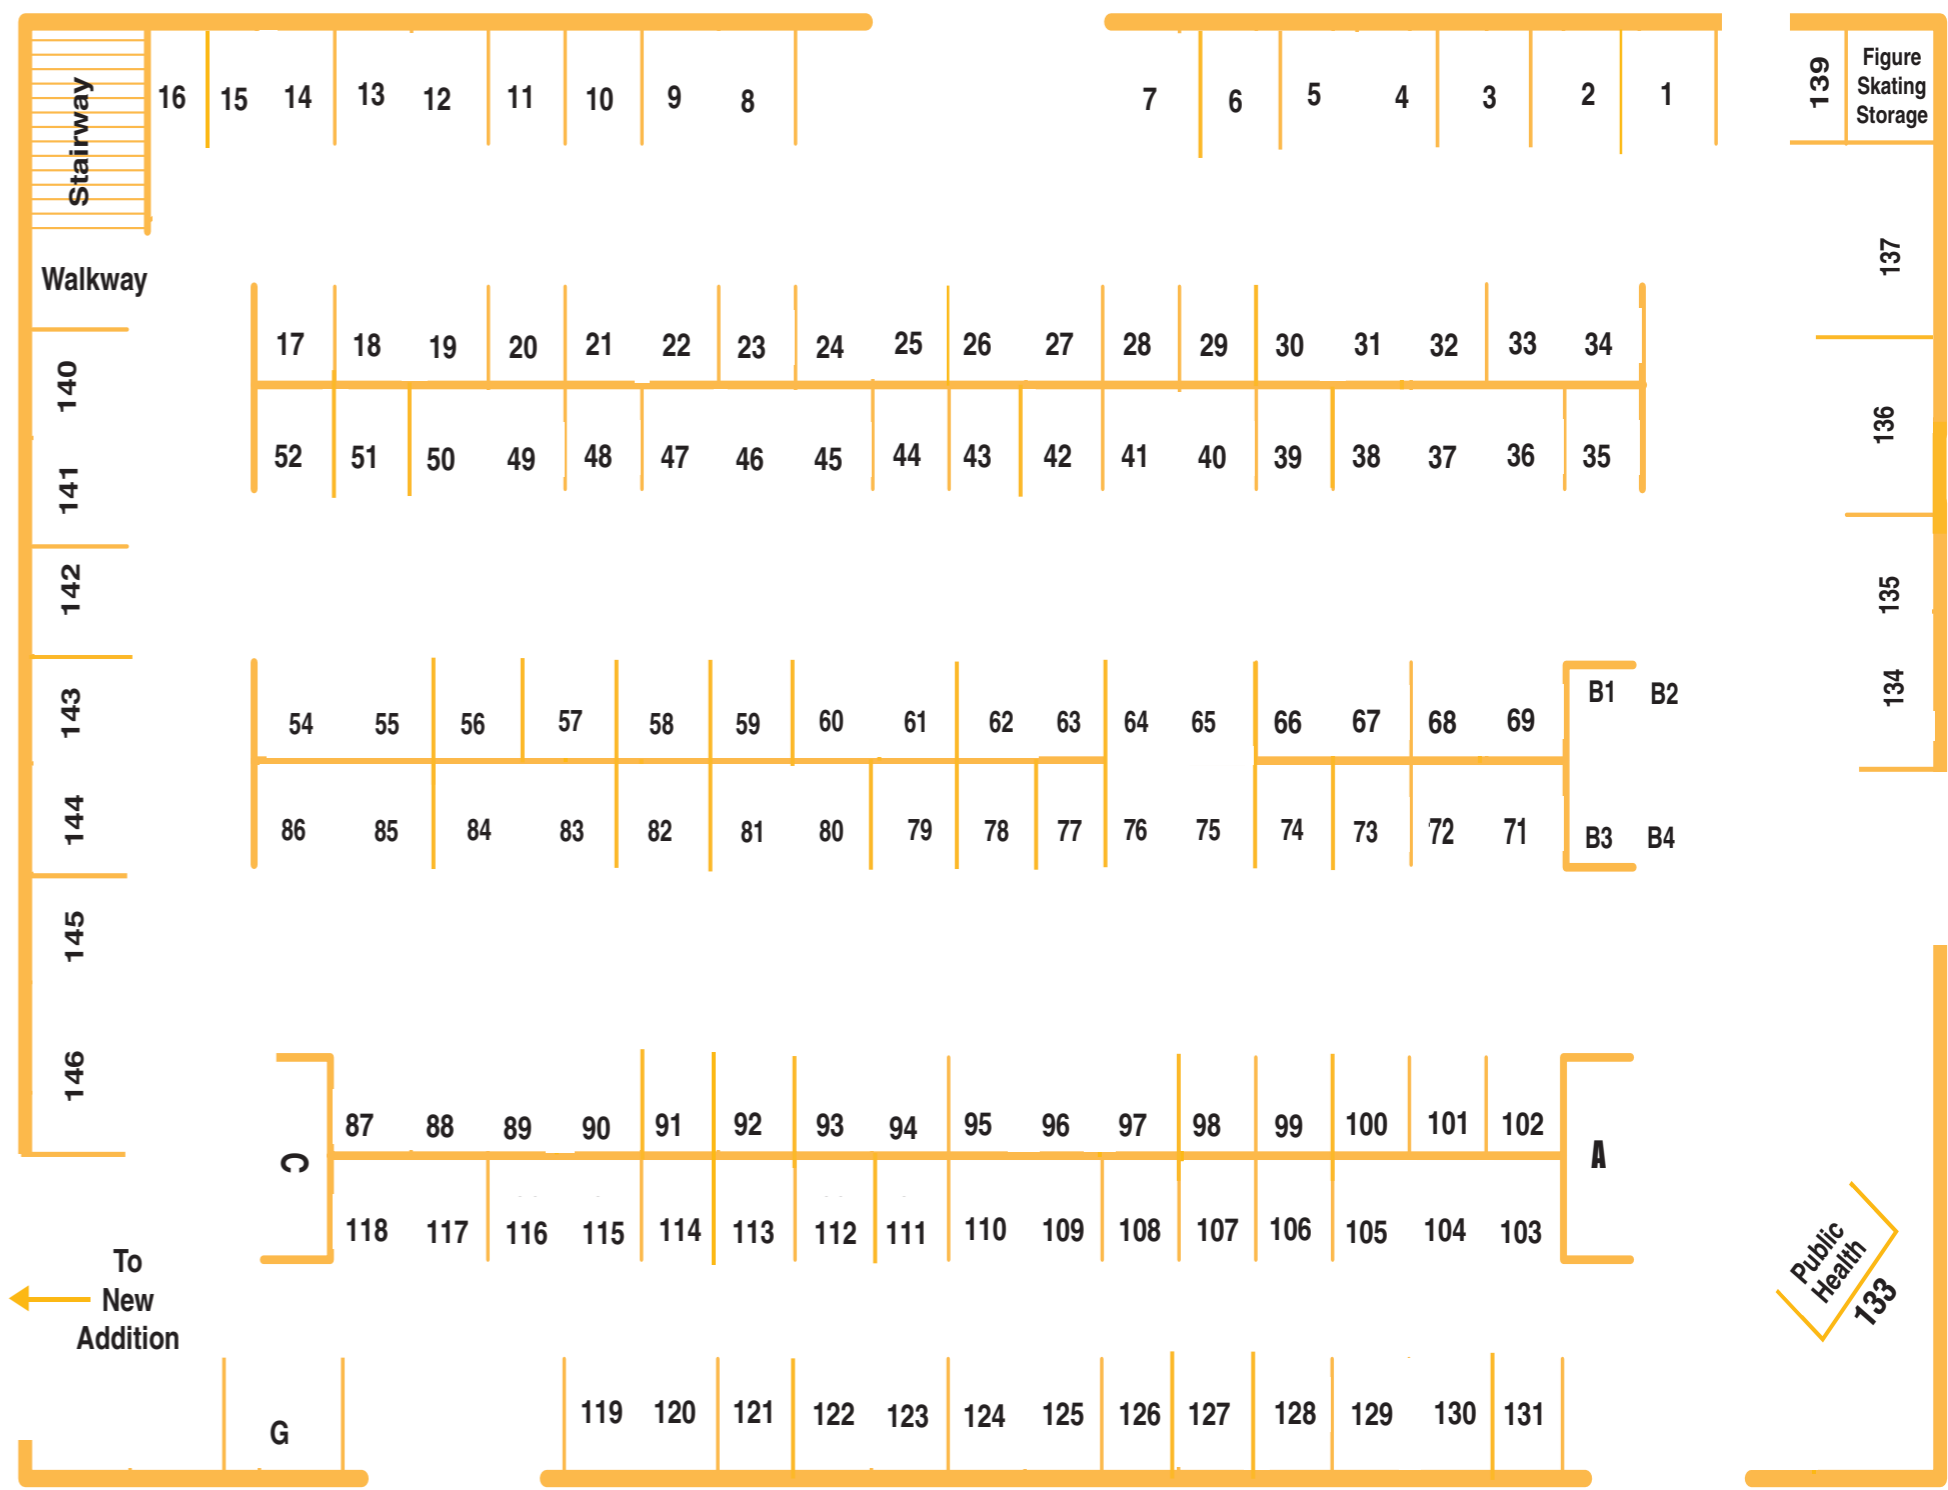 16 15 14 13 12 11 10 9 8 7 6 5 4 3 2 1 139
Figure
Skating
Storage
Stairway
Walkway
137
17 18 19 20 21 22 23 24 25 26 27 28 29 30 31 32 33 34
140
136
52 51 50 49 48 47 46 45 44 43 42 41 40 39 38 37 36 35
141
142
135
134
143
54 55 56 57 58 59 60 61 62 63 64 65 66 67 68 69 B1 B2
144
86 85 84 83 82 81 80 79 78 77 76 75 74 73 72 71 B3 B4
145
146
87 88 89 90 91 92 93 94 95 96 97 98 99 100 101 102
C
A
118 117 116 115 114 113 112 111 110 109 108 107 106 105 104 103
Public
Health
133
To
New
Addition
G
119 120 121 122 123 124 125 126 127 128 129 130 131